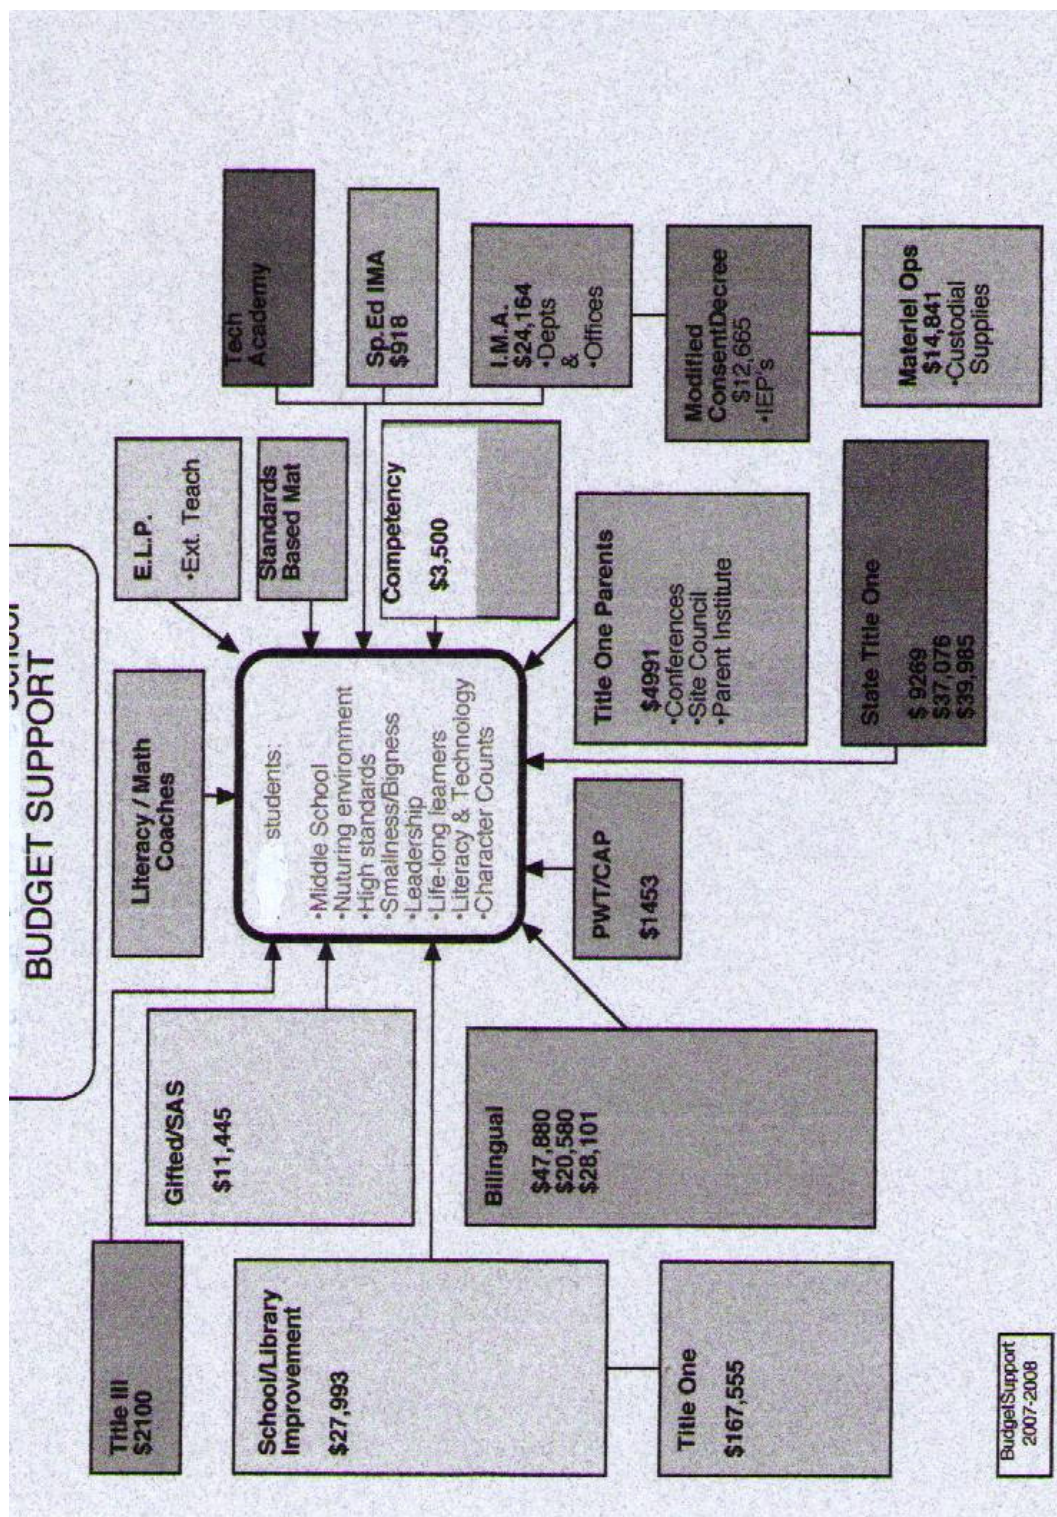 BUDGET SUPPORT
Title III
$2100
Gifted/SAS
$11,445
School/Library
Improvement
$27,993
Title One
$167,555
Bilingual
$47,880
$20,580
$28,101
Literacy / Math
Coaches
students:
•Middle School
•Nuturing environment
•High standards
•Smallness/Bigness
•Leadership
•Life-long learners
•Literacy & Technology
•Character Counts
PWT/CAP
$1453
E.L.P.
•Ext. Teach
Standards
Based Mat
Competency
$3,500
Title One Parents
$4991
•Conferences
•Site Council
•Parent Institute
State Title One
$ 9269
$37,076
$39,985
Tech
Academy
Sp.Ed IMA
$918
I.M.A.
$24,164
•Depts
&
•Offices
Modified
ConsentDecree
$12,665
•IEP's
Materiel Ops
$14,841
•Custodial
Supplies
BudgetSupport
2007-2008